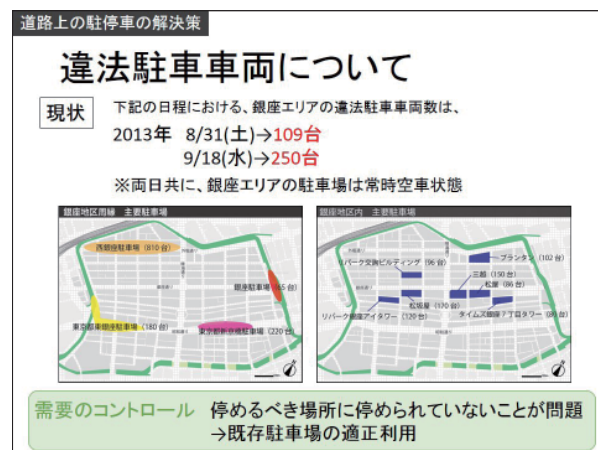 道路上の駐停車の解決策
違法駐車車両について
現状
下記の日程における、銀座エリアの違法駐車車両数は、
2013年 8/31(土)→109台
9/18(水)→250台
※両日共に、銀座エリアの駐車場は常時空車状態
銀座地区周縁 主要駐車場
西銀座駐車場(810台)
銀座駐車場
東京都東銀座駐車場(180台)
東京都新京橋駐車場(220台)
銀座地区内 主要駐車場
プランタン(102台)
リパーク交詢ビルディング(96台)
三越(150台)
松屋(86台)
松坂屋(120台)
リパーク銀座アイタワー(120台)
タイムズ銀座7丁目タワー
需要のコントロール 停めるべき場所に停められていないことが問題
→既存駐車場の適正利用